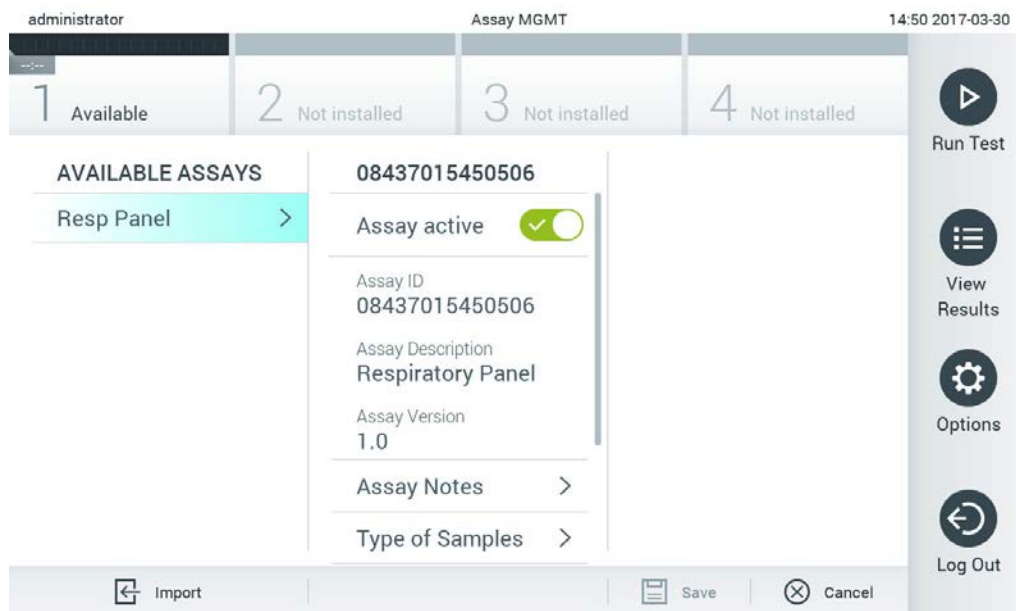 administrator Assay MGMT 14:50 2017-03-30
--:--
1 Available 2 Not installed 3 Not installed 4 Not installed
Run Test
AVAILABLE ASSAYS
Resp Panel
08437015450506
Assay active
Assay ID
08437015450506
Assay Description
Respiratory Panel
Assay Version
1.0
Assay Notes
Type of Samples
View
Results
Options
Log Out
Import Save Cancel